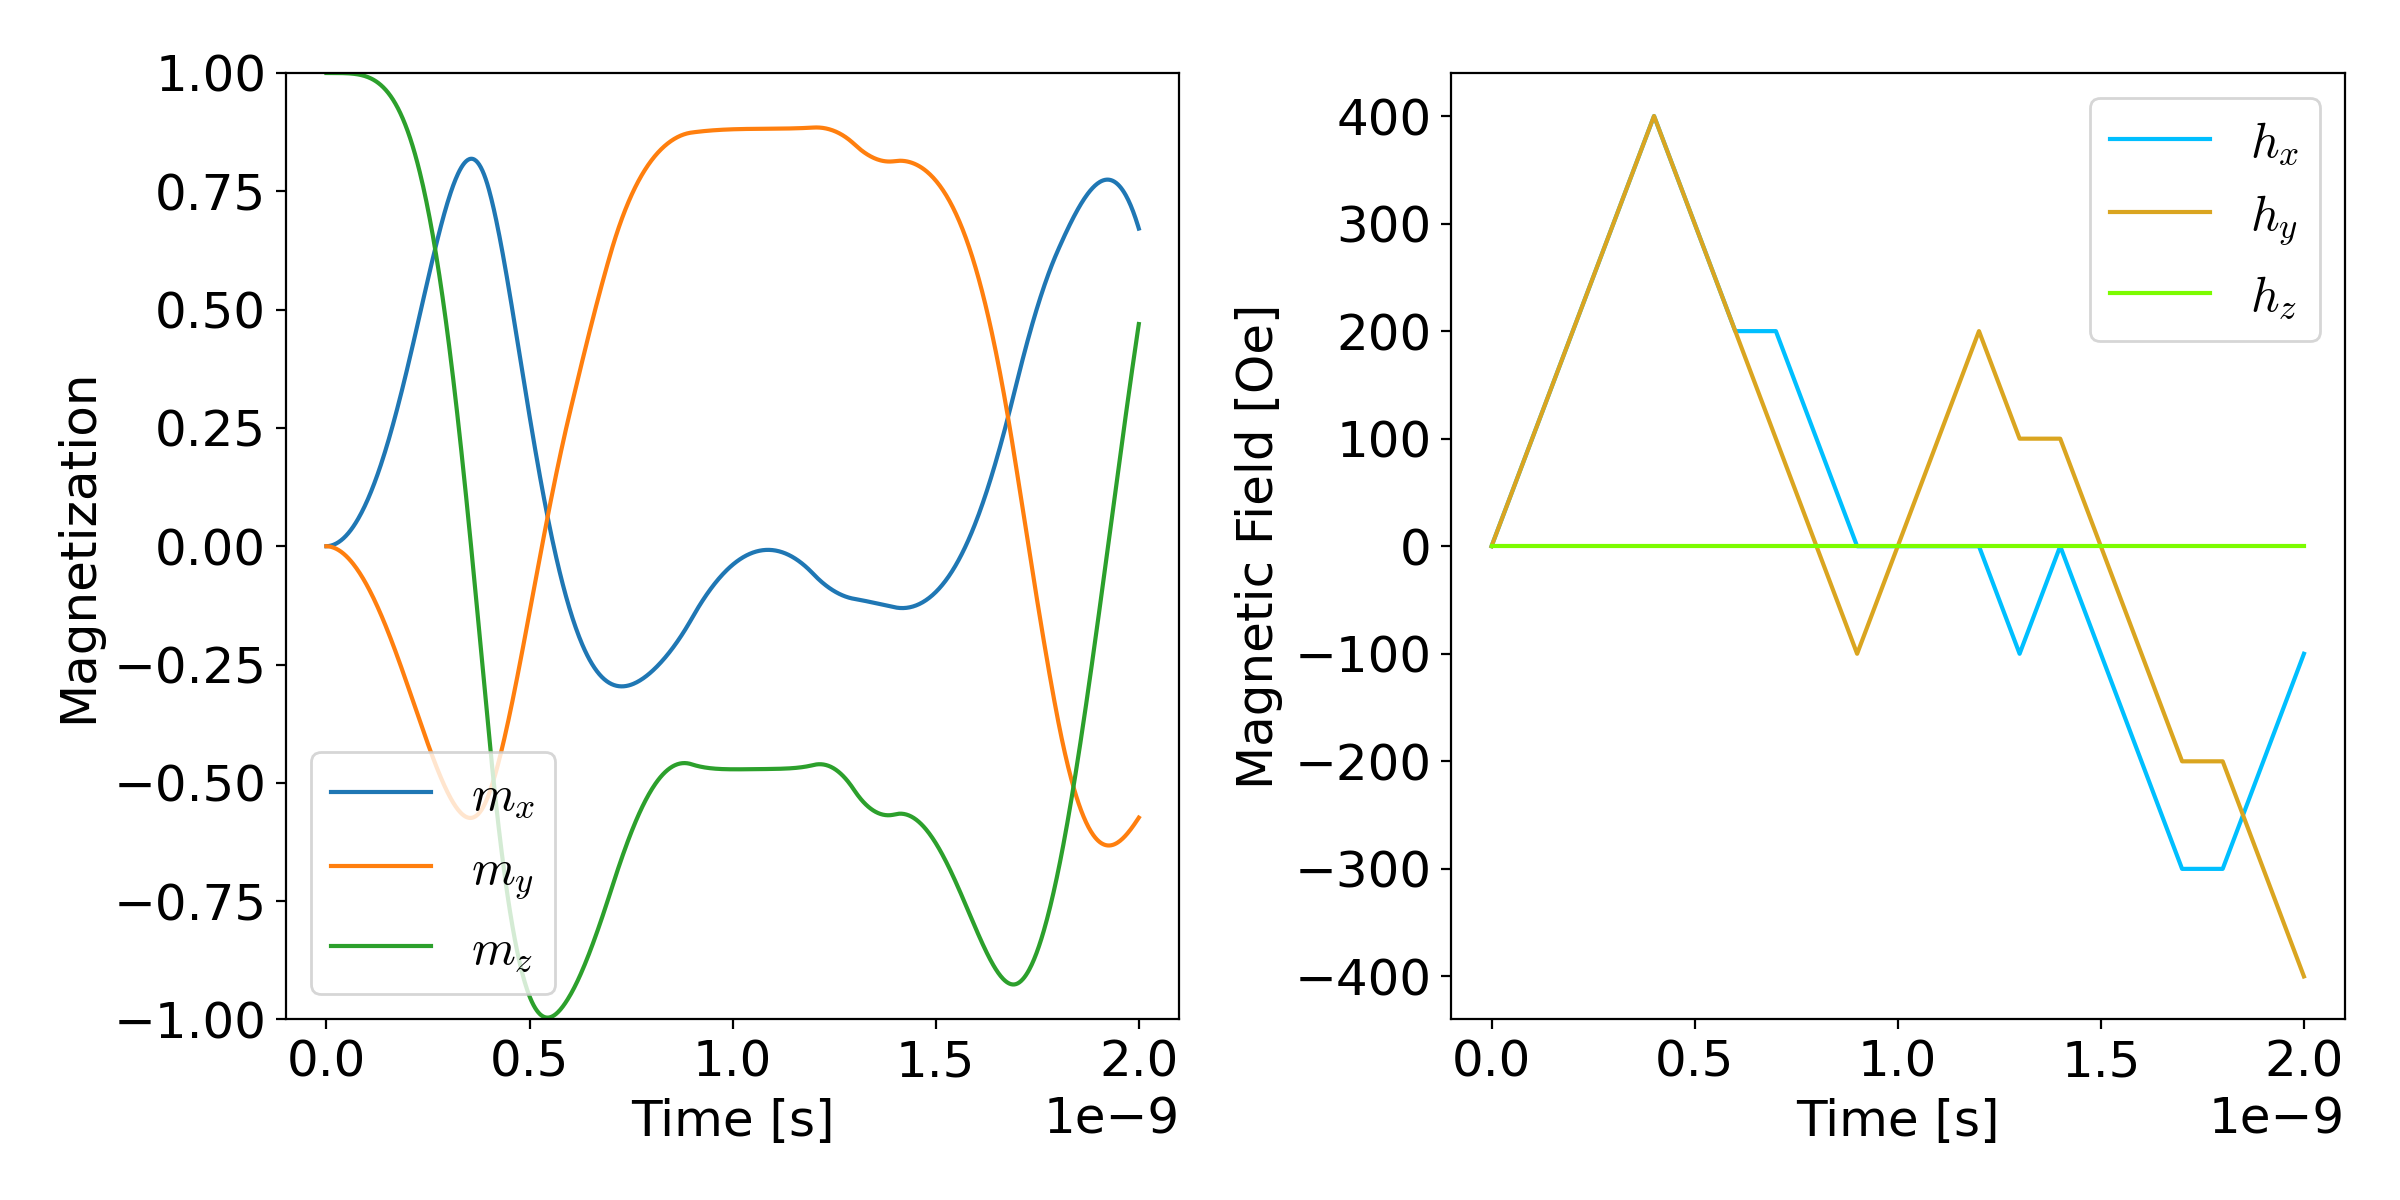 Magnetization
1.00
0.75
0.50
0.25
0.00
−0.25
−0.50
−0.75
−1.00
m_x
m_y
m_z
0.0 0.5 1.0 1.5 2.0
Time [s]
1e−9
Magnetic Field [Oe]
400
300
200
100
0
−100
−200
−300
−400
h_x
h_y
h_z
0.0 0.5 1.0 1.5 2.0
Time [s]
1e−9